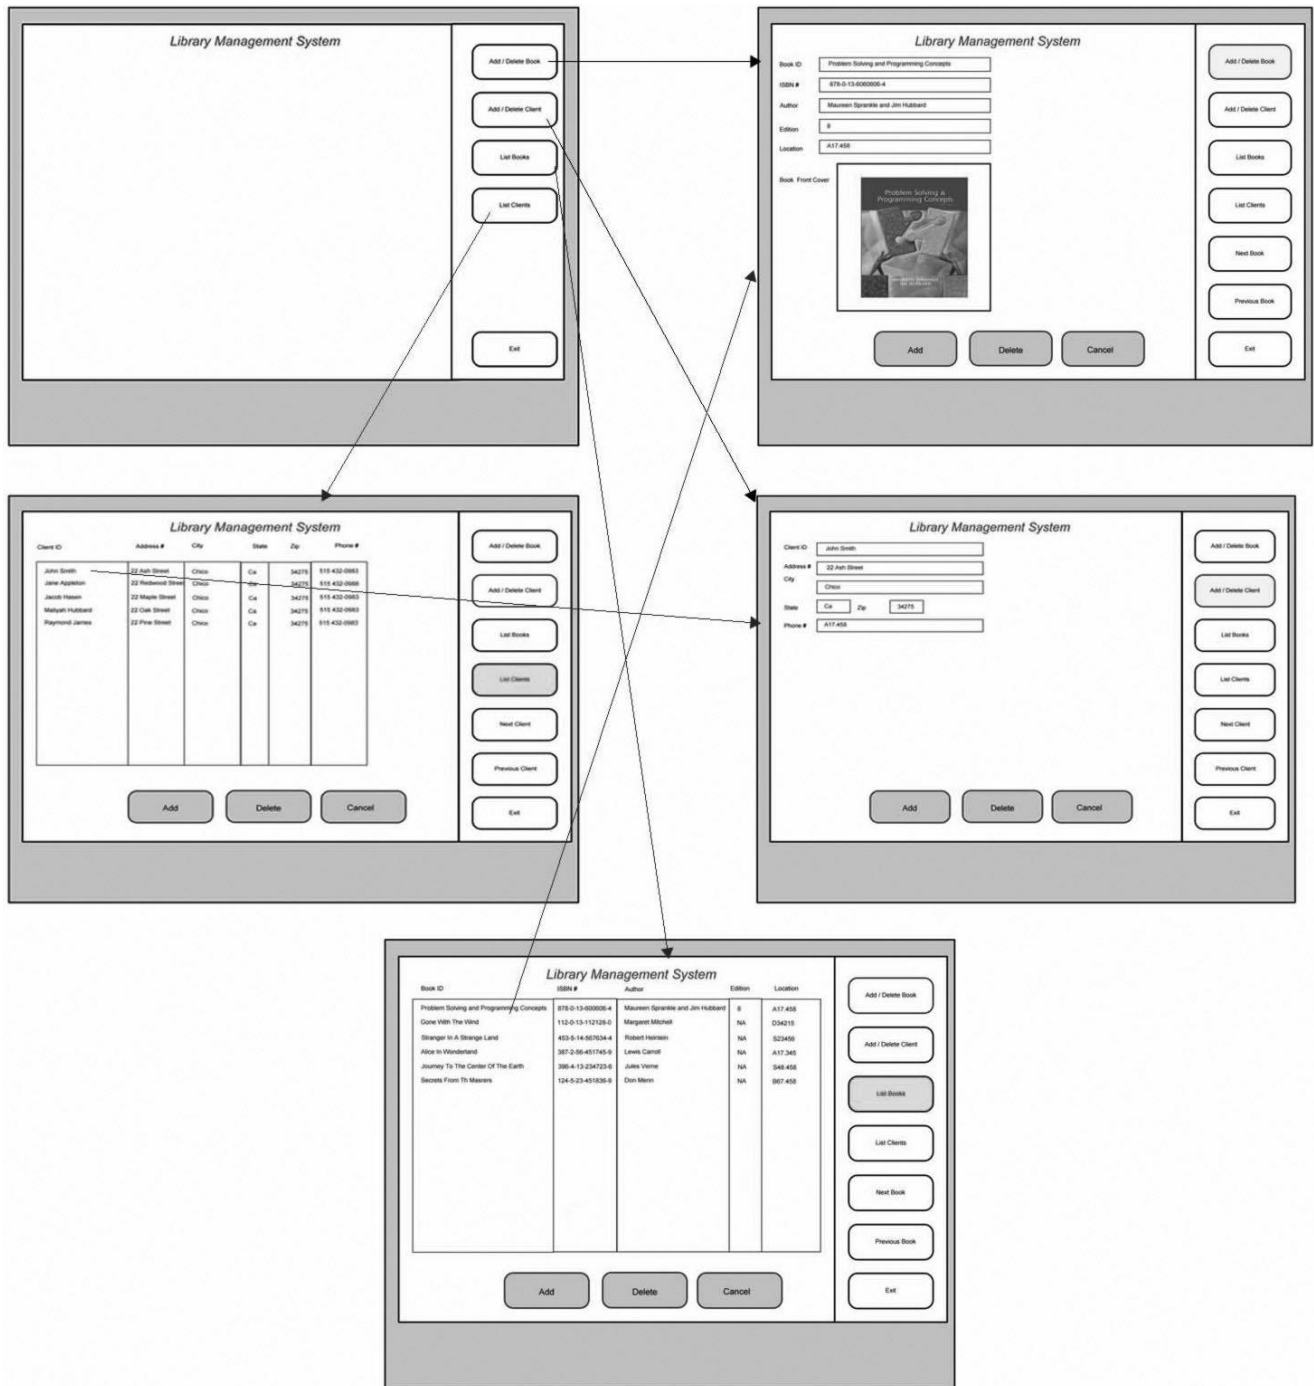 Library Management System
Add / Delete Book
Add / Delete Client
List Books
List Clients
Exit
Library Management System
Book ID Problem Solving and Programming Concepts
ISBN # 878-0-13-6060606-4
Author Maureen Sprankle and Jim Hubbard
Edition 8
Location A17.458
Book Front Cover
Problem Solving &
Programming Concepts
Add Delete Cancel
Add / Delete Book
Add / Delete Client
List Books
List Clients
Next Book
Previous Book
Exit
Library Management System
Client ID Address # City State Zip Phone #
John Smith 22 Ash Street Chico Ca 34275 515 432-0983
Jane Appleton 22 Redwood Street Chico Ca 34275 515 432-0988
Jacob Hasen 22 Maple Street Chico Ca 34275 515 432-0983
Maliyah Hubbard 22 Oak Street Chico Ca 34275 515 432-0983
Raymond James 22 Pine Street Chico Ca 34275 515 432-0983
Add Delete Cancel
Add / Delete Book
Add / Delete Client
List Books
List Clients
Next Client
Previous Client
Exit
Library Management System
Client ID John Smith
Address # 22 Ash Street
City Chico
State Ca Zip 34275
Phone # A17.458
Add Delete Cancel
Add / Delete Book
Add / Delete Client
List Books
List Clients
Next Client
Previous Client
Exit
Library Management System
Book ID ISBN # Author Edition Location
Problem Solving and Programming Concepts 878-0-13-600606-4 Maureen Sprankle and Jim Hubbard 8 A17.458
Gone With The Wind 112-0-13-112128-0 Margaret Mitchell NA D34215
Stranger In A Strange Land 453-5-14-567634-4 Robert Heinlein NA S23456
Alice In Wonderland 387-2-56-451745-9 Lewis Carroll NA A17.345
Journey To The Center Of The Earth 396-4-13-234723-6 Jules Verne NA S48.458
Secrets From Th Masrers 124-5-23-451836-9 Don Menn NA B67.458
Add Delete Cancel
Add / Delete Book
Add / Delete Client
List Books
List Clients
Next Book
Previous Book
Exit